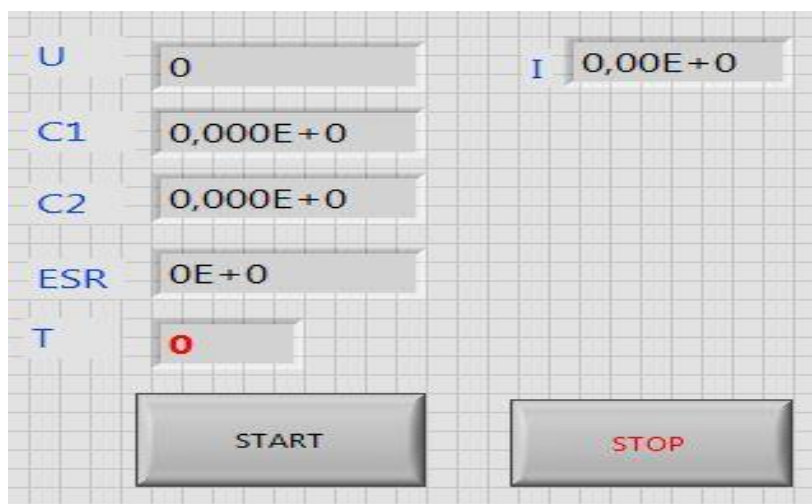 U 0 I 0,00E+0
C1 0,000E+0
C2 0,000E+0
ESR 0E+0
T 0
START STOP